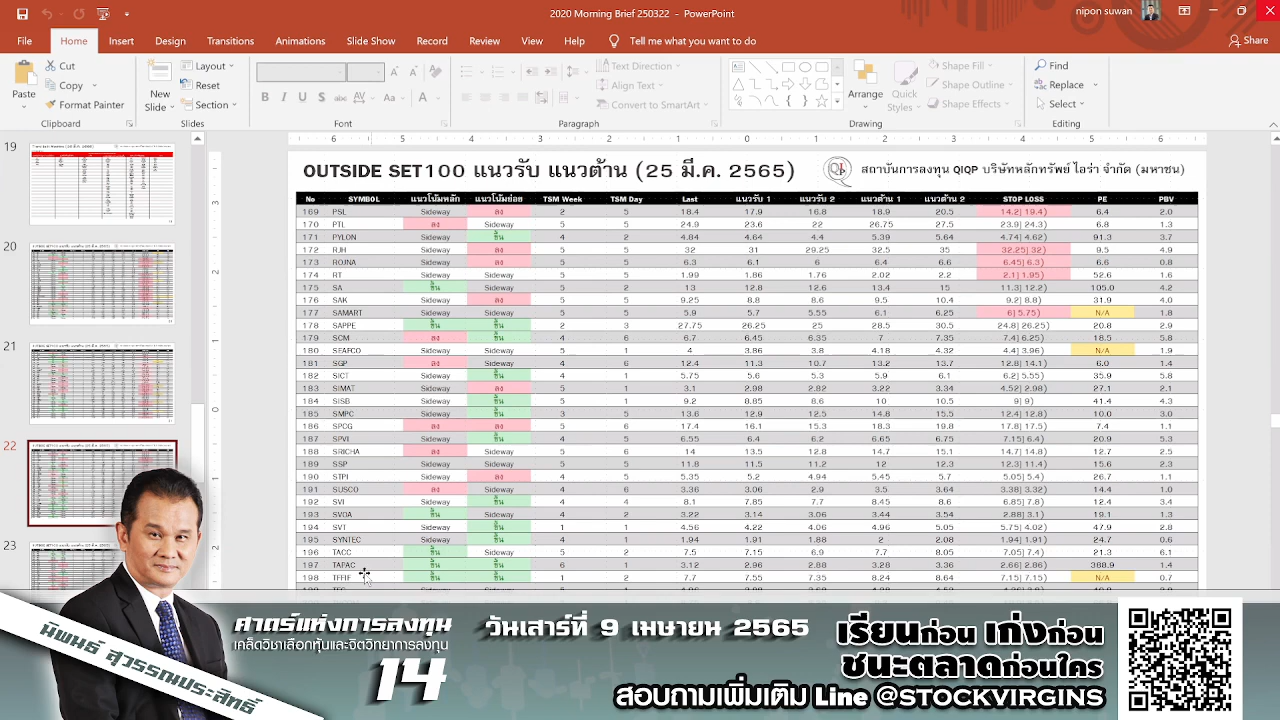 2020 Morning Brief 250322 - PowerPoint
nipon suwan
File Home Insert Design Transitions Animations Slide Show Record Review View Help Tell me what you want to do Share
Paste Cut Copy Format Painter New Slide Layout Reset Section
Text Direction Align Text Convert to SmartArt
Arrange Quick Styles Shape Fill Shape Outline Shape Effects Find Replace Select
Clipboard Slides Font Paragraph Drawing Editing
19
20
21
22
23
OUTSIDE SET100 แนวรับ แนวต้าน (25 มี.ค. 2565) สถาบันการลงทุน QIQP บริษัทหลักทรัพย์ ไอร่า จำกัด (มหาชน)
No SYMBOL แนวโน้มหลัก แนวโน้มย่อย TSM Week TSM Day Last แนวรับ 1 แนวรับ 2 แนวต้าน 1 แนวต้าน 2 STOP LOSS PE PBV
169 PSL Sideway ลง 2 5 18.4 17.9 16.8 18.9 20.5 14.2| 19.4) 6.4 2.0
171 PTL ลง Sideway 5 5 24.5 23.6 22 26.75 27.5 23.9| 24.3) 6.8 1.3
172 PYLON Sideway ขึ้น 5 5 4.84 4.64 4.4 5.39 5.64 4.74| 4.62) 91.3 3.7
172 RJH Sideway ลง 5 5 32 30 29.25 32.5 35 32.25| 32) 9.5 4.9
173 ROJNA Sideway ลง 5 5 6.3 6.1 6 6.4 6.6 6.45| 6.3) 6.6 0.8
174 RT Sideway Sideway 5 5 1.99 1.86 1.76 2.02 2.2 2.1| 1.95) 52.6 1.6
175 SA ขึ้น Sideway 5 2 13 12.8 12.6 13.4 15 11.3| 12.2) 105.0 4.2
176 SAK Sideway ลง 5 5 9.25 8.8 8.6 9.5 10.4 9.2| 8.8) 31.9 4.0
177 SAMART Sideway Sideway 5 5 5.9 5.7 5.55 6.1 6.25 6| 5.75) N/A 1.8
178 SAPPE ขึ้น ขึ้น 2 3 27.75 26.25 25 28.5 30.5 24.8| 26.25) 20.8 2.9
179 SCM ลง ขึ้น 4 6 6.7 6.45 6.35 7 7.35 7.4| 6.25) 18.5 5.8
180 SEAFCO Sideway Sideway 5 1 4 3.86 3.8 4.18 4.32 4.4| 3.96) N/A 1.9
181 SGP Sideway ขึ้น 4 6 12.4 11.3 10.7 13.2 13.7 12.8| 14.1) 6.0 1.4
182 SICT Sideway ขึ้น 4 4 5.75 5.6 5.3 5.9 6.1 6.2| 5.55) 35.9 5.8
183 SIMAT Sideway ลง 5 1 3.1 2.98 2.82 3.22 3.34 4.52| 2.98) 27.1 2.1
184 SISB Sideway ขึ้น 5 1 9.2 8.85 8.6 10 10.4 9| 9) 41.4 4.3
185 SMPC Sideway ขึ้น 3 5 13.6 12.9 12.5 14.8 15.5 12.4| 12.8) 10.0 3.0
186 SPCG ลง ลง 5 6 17.4 16.1 15.3 18.3 19.8 17.8| 17.5) 7.4 1.1
187 SPVI Sideway ขึ้น 4 1 6.55 6.2 6.65 6.75 7.15| 6.4) 20.9 5.3
188 SRICHA ลง Sideway 5 6 14 13.1 12.8 14.7 15.1 14.7| 14.8) 12.7 2.5
189 SSP Sideway Sideway 5 1 11.8 11.5 11.2 12 12.3 12.3| 11.4) 15.6 2.3
190 STPI Sideway ลง 4 6 5.35 5.2 4.94 5.45 5.7 5.05| 5.4) 26.7 1.1
191 SUSCO ลง Sideway 4 6 3.36 3.06 2.9 3.5 3.64 3.38| 3.32) 14.4 1.0
192 SVI Sideway ขึ้น 4 4 8.1 7.85 7.7 8.4 8.9 6.85| 7.8) 12.4 3.4
193 SVOA ขึ้น ขึ้น 4 2 3.22 3.14 3.06 3.44 3.54 2.88| 3.1) 19.1 1.3
194 SVT Sideway Sideway 1 1 4.56 4.22 4.06 4.96 5.05 5.75| 4.02) 47.9 2.8
195 SYNTEC Sideway ขึ้น 4 1 1.94 1.91 2 2.08 1.94| 1.91) 24.7 0.6
196 TACC ขึ้น Sideway 5 2 7.5 6.9 7.7 8.05 7.05| 7.4) 21.3 6.1
197 TAPAC ขึ้น ขึ้น 4 1 3.12 2.96 2.88 3.28 3.36 2.66| 2.86) 388.9 1.4
198 TFFIF ขึ้น ขึ้น 1 2 7.7 7.55 7.35 8.24 8.64 7.15| 7.15) N/A 0.7
นิพนธ์ สุวรรณประสิทธิ์
ศาตร์แห่งการลงทุน
เคล็ดวิชาเลือกหุ้นและจิตวิทยาการลงทุน
14
วันเสาร์ที่ 9 เมษายน 2565
เรียนก่อน เก่งก่อน
ชนะตลาดก่อนใคร
สอบถามเพิ่มเติม Line @STOCKVIRGINS